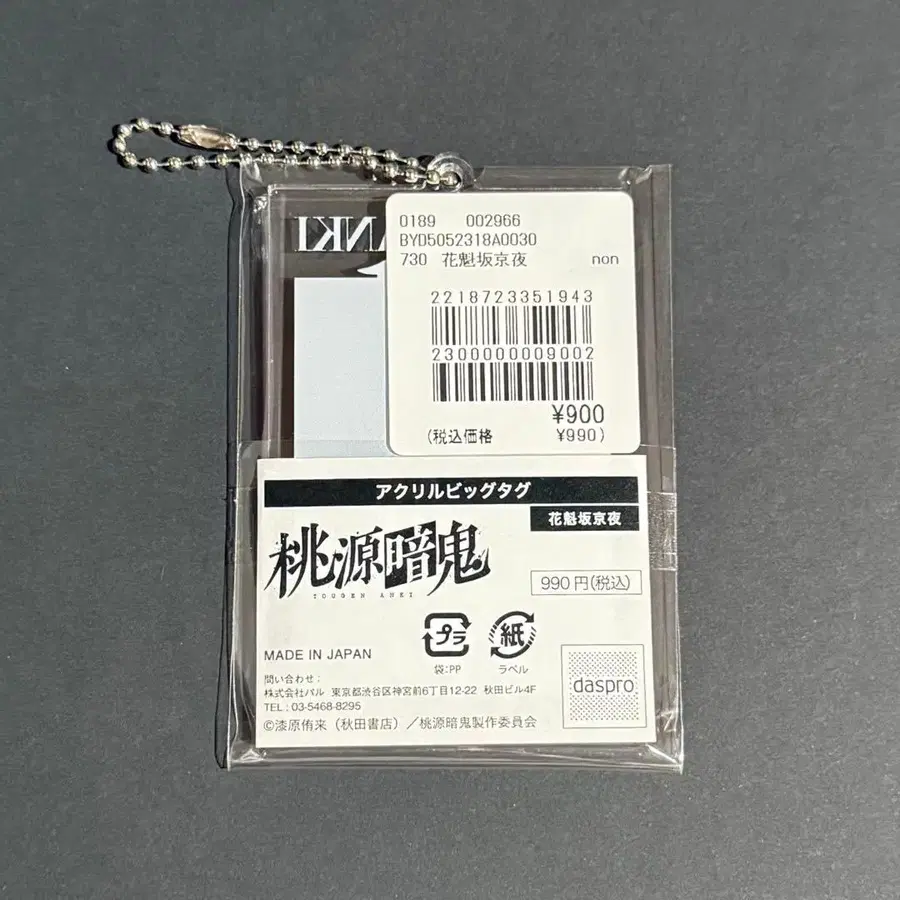 ANKI
0189 002966
BYD5052318A0030
730 花魁坂京夜 non
2218723351943
2300000009002
¥900
(税込価格 ¥990)
アクリルビッグタグ
花魁坂京夜
桃源暗鬼
TOUGEN ANKI
990円(税込)
プラ
紙
袋:PP
ラベル
MADE IN JAPAN
問い合わせ:
株式会社パル 東京都渋谷区神宮前6丁目12-22 秋田ビル4F
TEL:03-5468-8295
©漆原侑来(秋田書店)/桃源暗鬼製作委員会
daspro